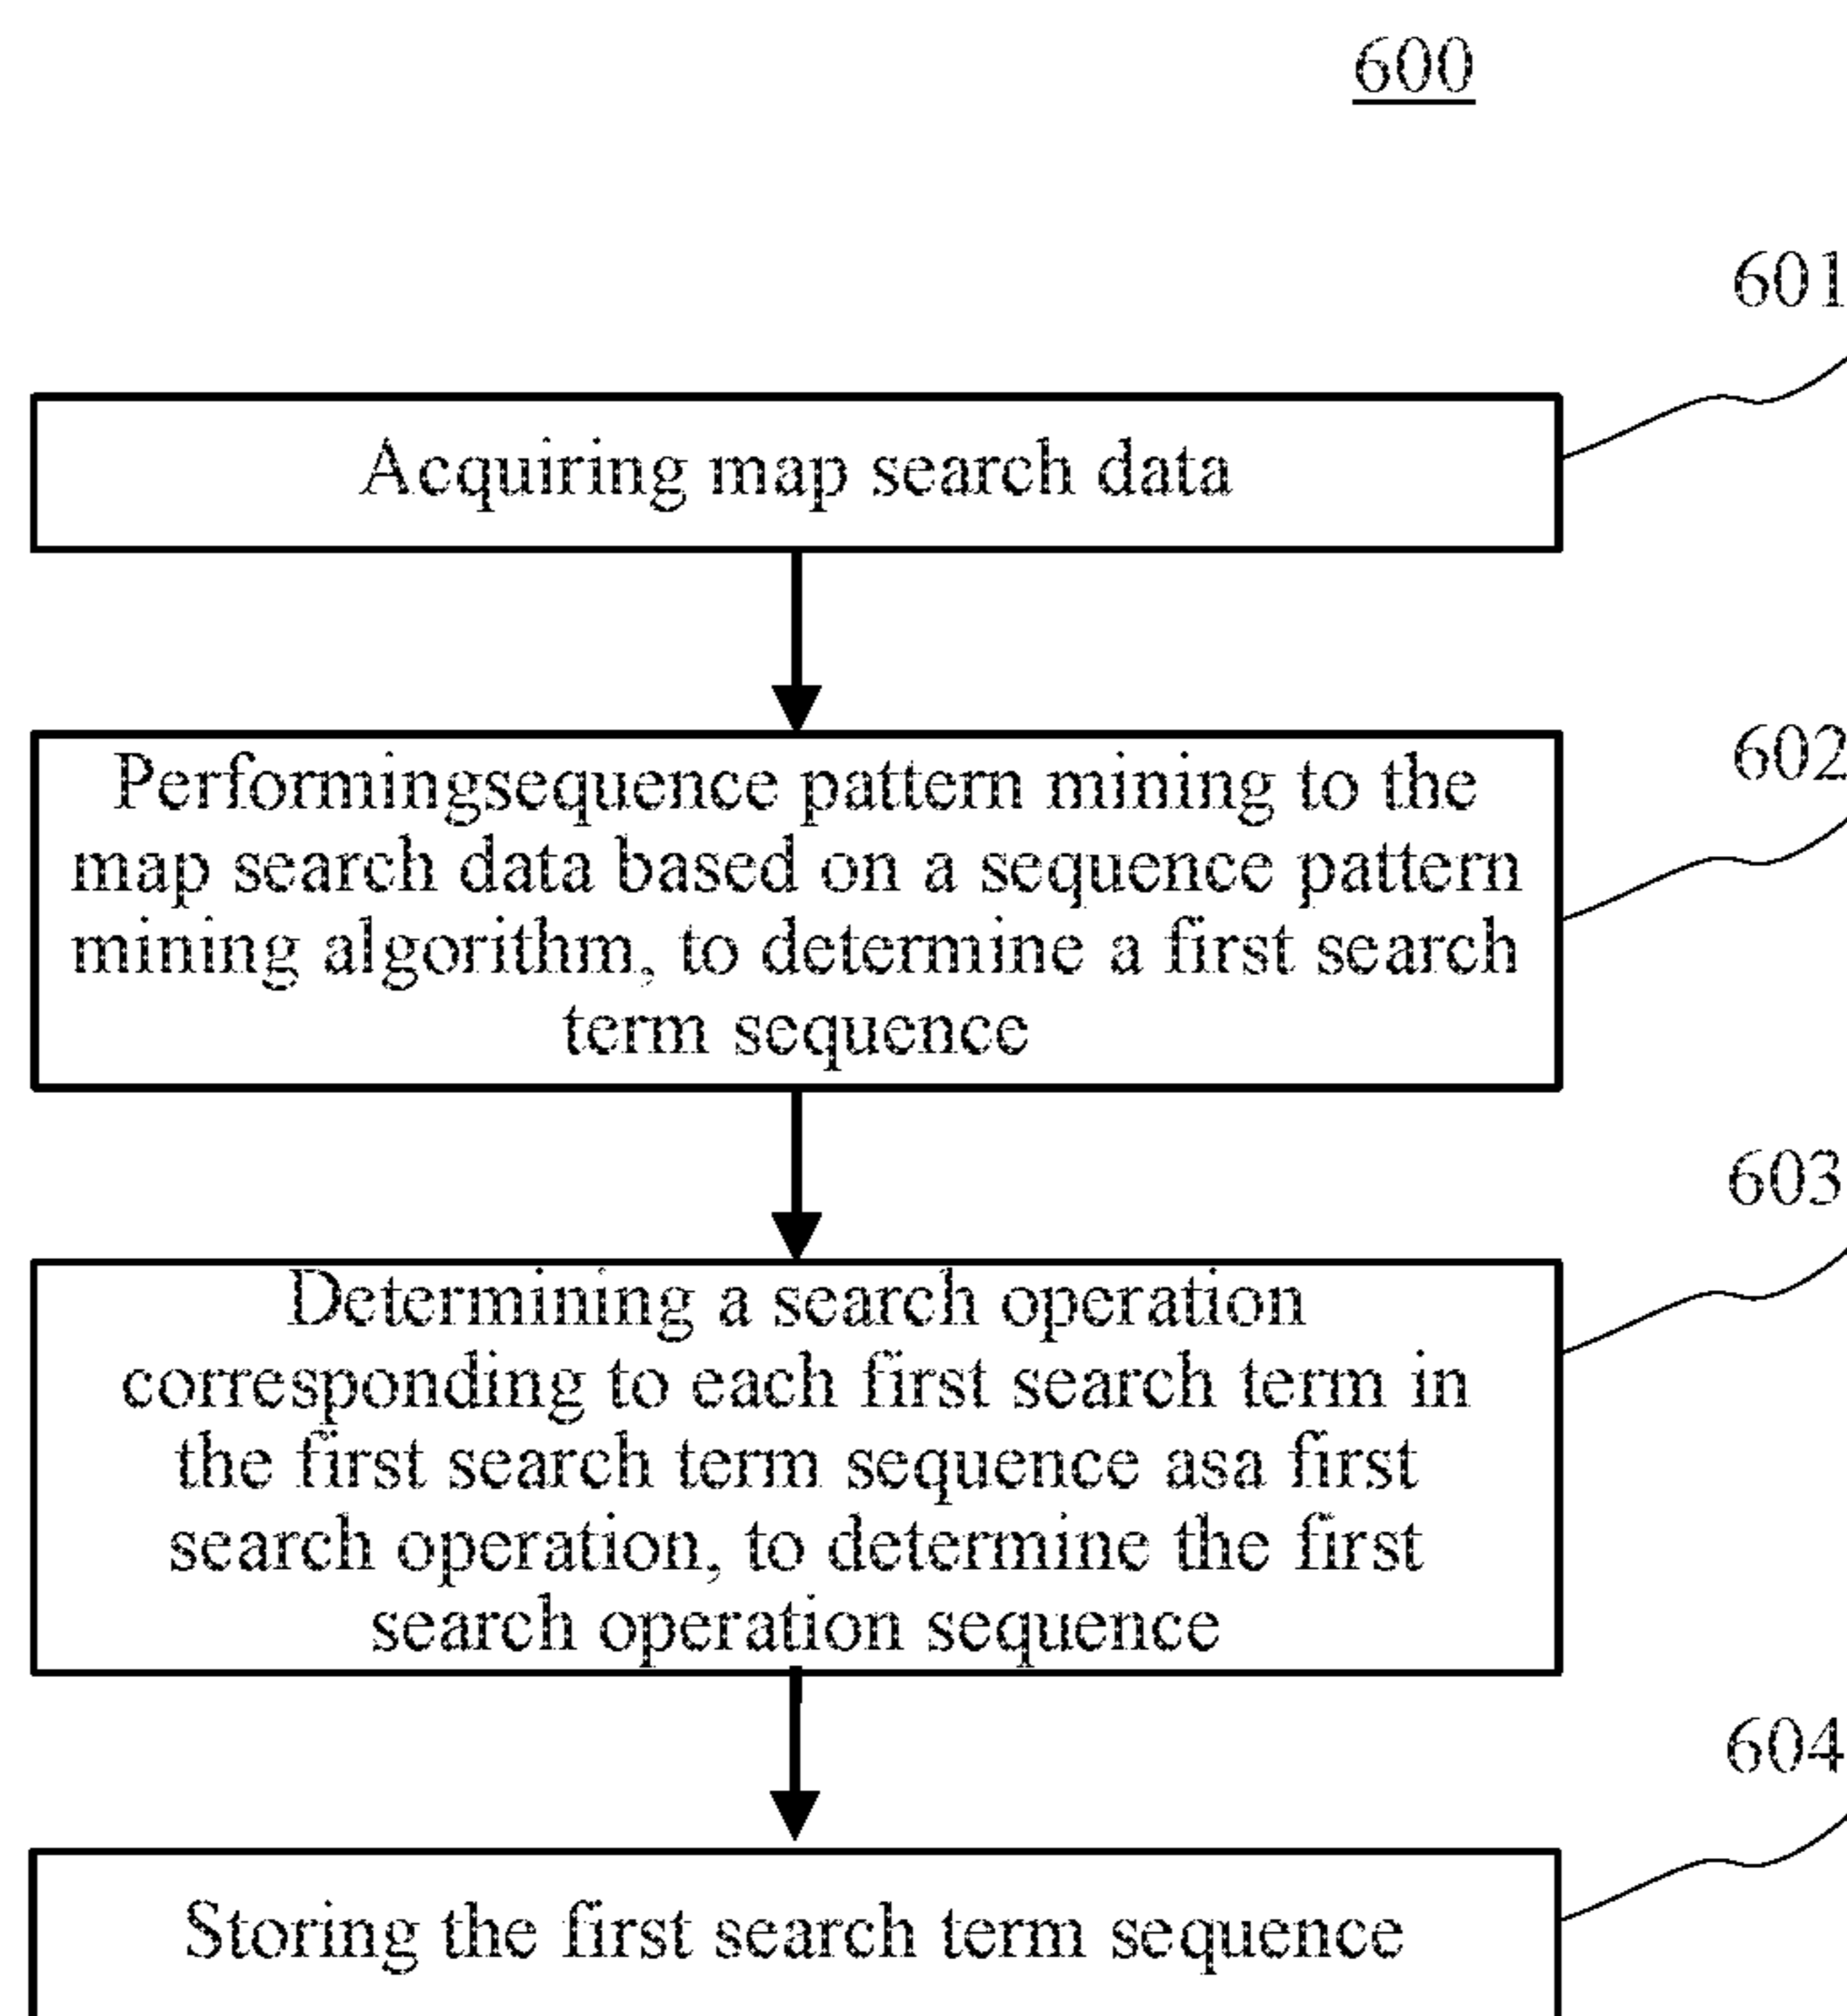 600
601
Acquiring map search data
602
Performingsequence pattern mining to the
map search data based on a sequence pattern
mining algorithm, to determine a first search
term sequence
603
Determining a search operation
corresponding to each first search term in
the first search term sequence asa first
search operation, to determine the first
search operation sequence
604
Storing the first search term sequence